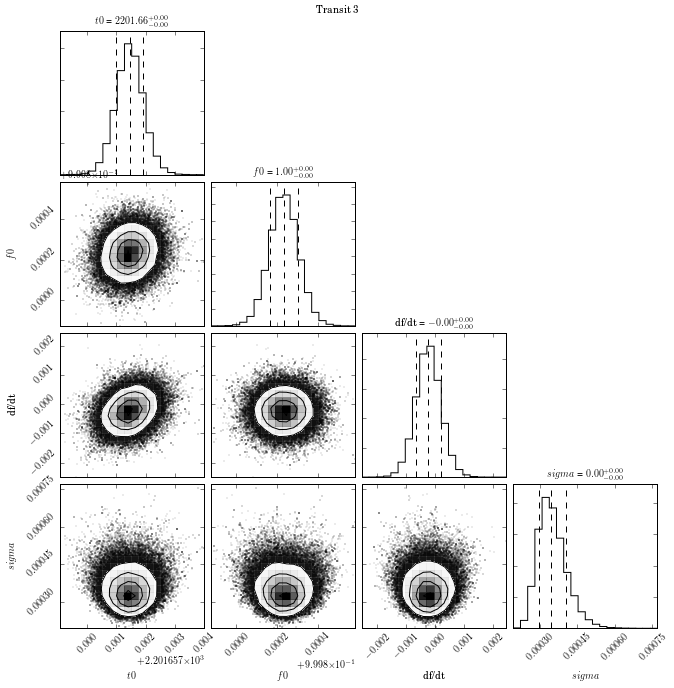 Transit 3
t0 = 2201.66 +0.00 −0.00
f0 = 1.00 +0.00 −0.00
f0
0.0004
0.0002
0.0000
df/dt = −0.00 +0.00 −0.00
df/dt
0.002
0.001
0.000
−0.001
−0.002
sigma = 0.00 +0.00 −0.00
sigma
0.00075
0.00060
0.00045
0.00030
0.000 0.001 0.002 0.003 0.004
+2.201657×10³
t0
0.0000 0.0002 0.0004
+9.998×10⁻¹
f0
−0.002 −0.001 0.000 0.001 0.002
df/dt
0.00030 0.00045 0.00060 0.00075
sigma